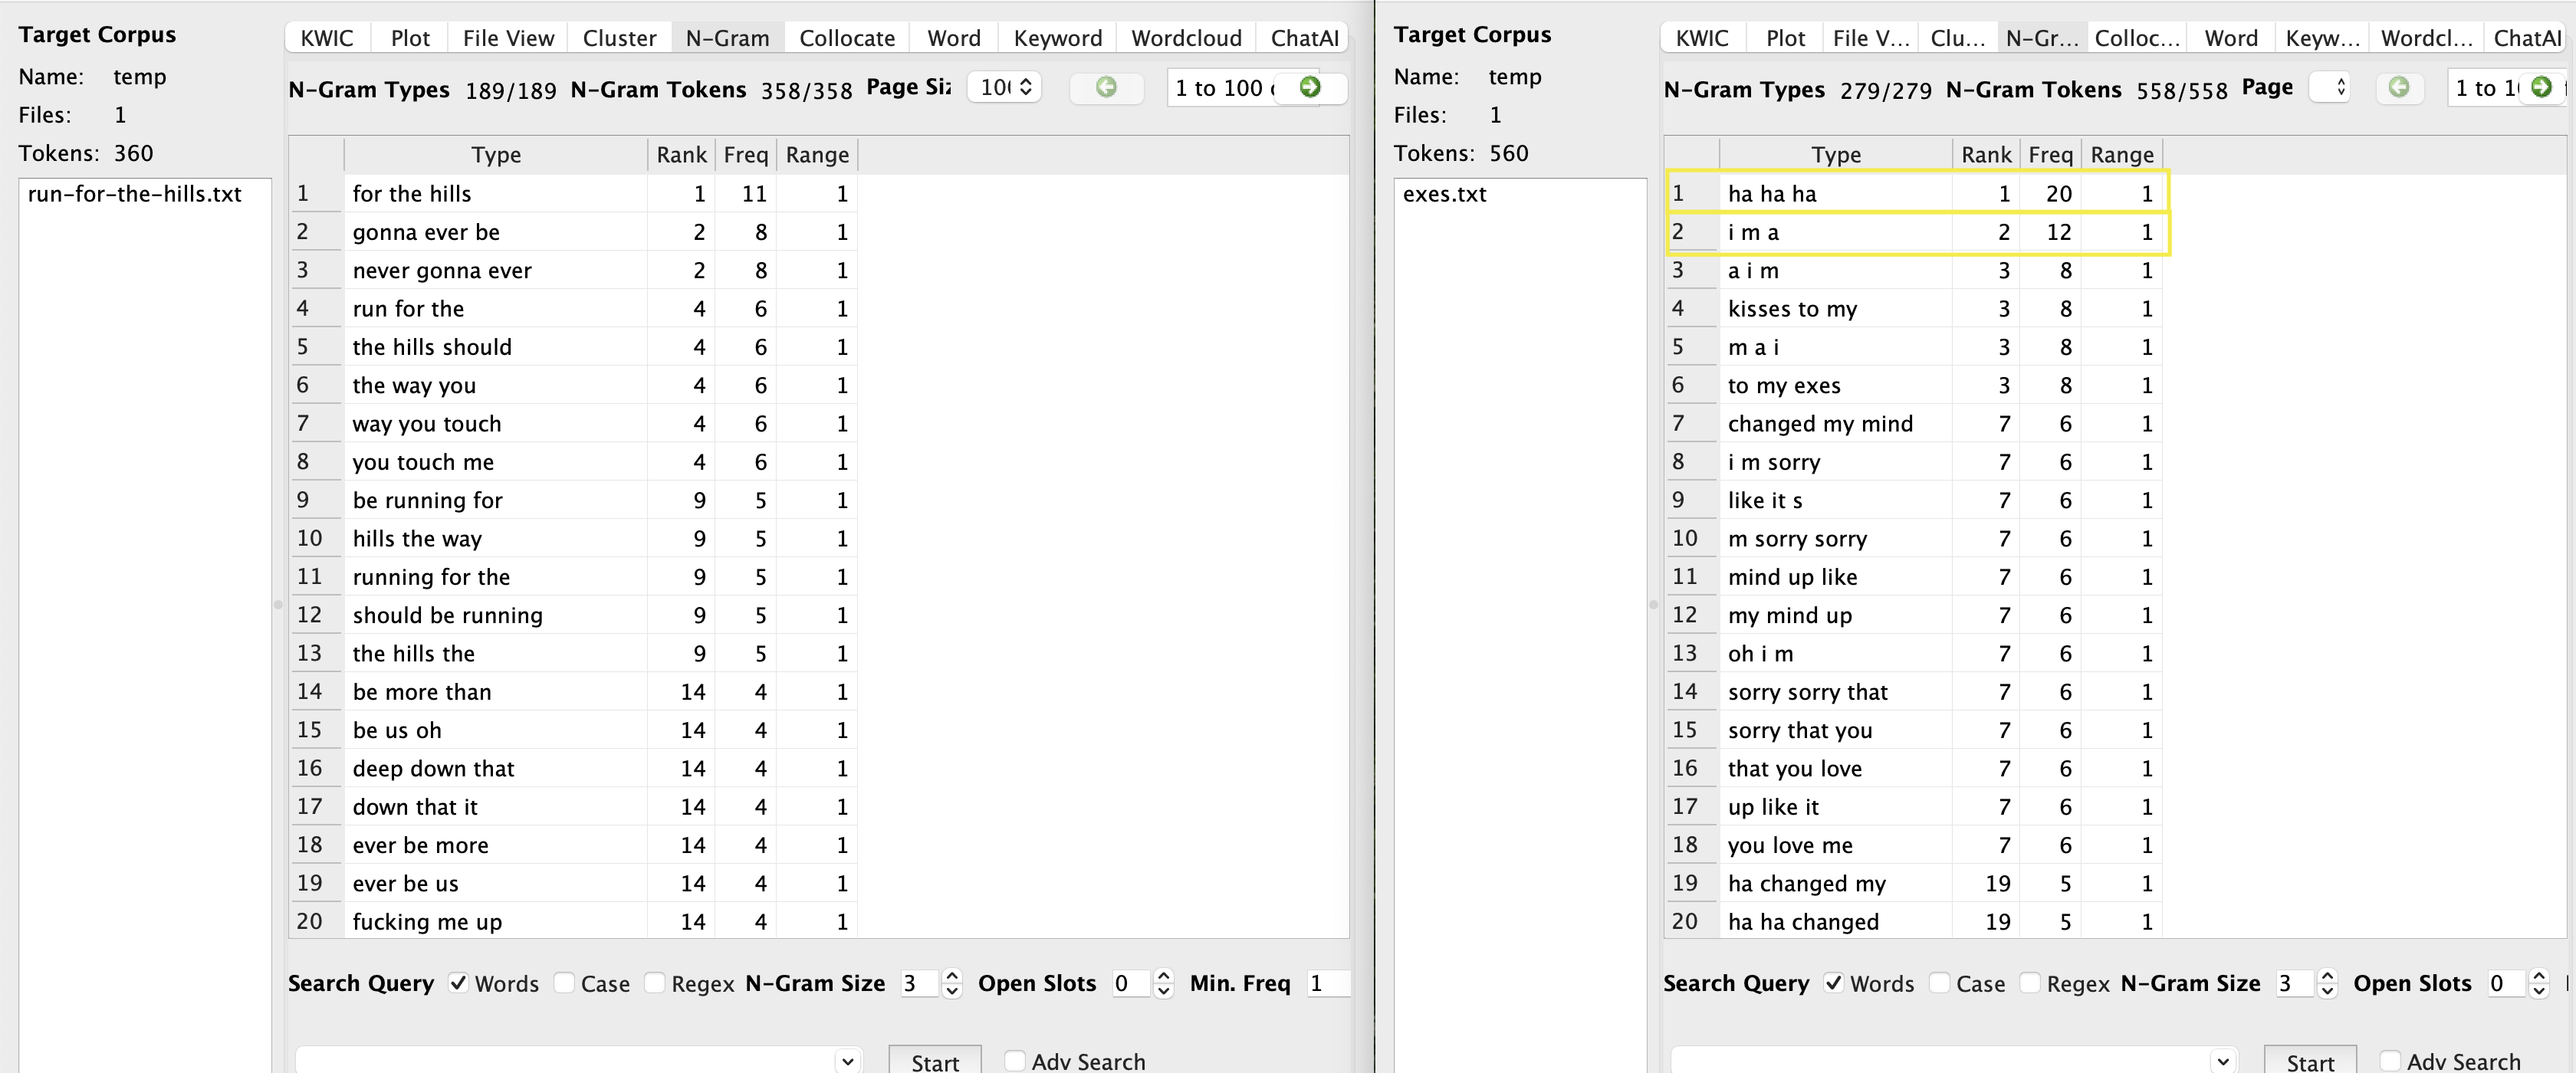 Target Corpus
Name: temp
Files: 1
Tokens: 360
run-for-the-hills.txt
KWIC Plot File View Cluster N-Gram Collocate Word Keyword Wordcloud ChatAI
N-Gram Types 189/189 N-Gram Tokens 358/358 Page 1 to 100
Type Rank Freq Range
1 for the hills 1 11 1
2 gonna ever be 2 8 1
3 never gonna ever 2 8 1
4 run for the 4 6 1
5 the hills should 4 6 1
6 the way you 4 6 1
7 way you touch 4 6 1
8 you touch me 4 6 1
9 be running for 9 5 1
10 hills the way 9 5 1
11 running for the 9 5 1
12 should be running 9 5 1
13 the hills the 9 5 1
14 be more than 14 4 1
15 be us oh 14 4 1
16 deep down that 14 4 1
17 down that it 14 4 1
18 ever be more 14 4 1
19 ever be us 14 4 1
20 fucking me up 14 4 1
Search Query Words Case Regex N-Gram Size 3 Open Slots 0 Min. Freq 1
Start Adv Search
Target Corpus
Name: temp
Files: 1
Tokens: 560
exes.txt
KWIC Plot File V... Clu... N-Gr... Colloc... Word Keyw... Wordcl... ChatAI
N-Gram Types 279/279 N-Gram Tokens 558/558 Page 1 to
Type Rank Freq Range
1 ha ha ha 1 20 1
2 i m a 2 12 1
3 a i m 3 8 1
4 kisses to my 3 8 1
5 m a i 3 8 1
6 to my exes 3 8 1
7 changed my mind 7 6 1
8 i m sorry 7 6 1
9 like it s 7 6 1
10 m sorry sorry 7 6 1
11 mind up like 7 6 1
12 my mind up 7 6 1
13 oh i m 7 6 1
14 sorry sorry that 7 6 1
15 sorry that you 7 6 1
16 that you love 7 6 1
17 up like it 7 6 1
18 you love me 7 6 1
19 ha changed my 19 5 1
20 ha ha changed 19 5 1
Search Query Words Case Regex N-Gram Size 3 Open Slots 0
Start Adv Search